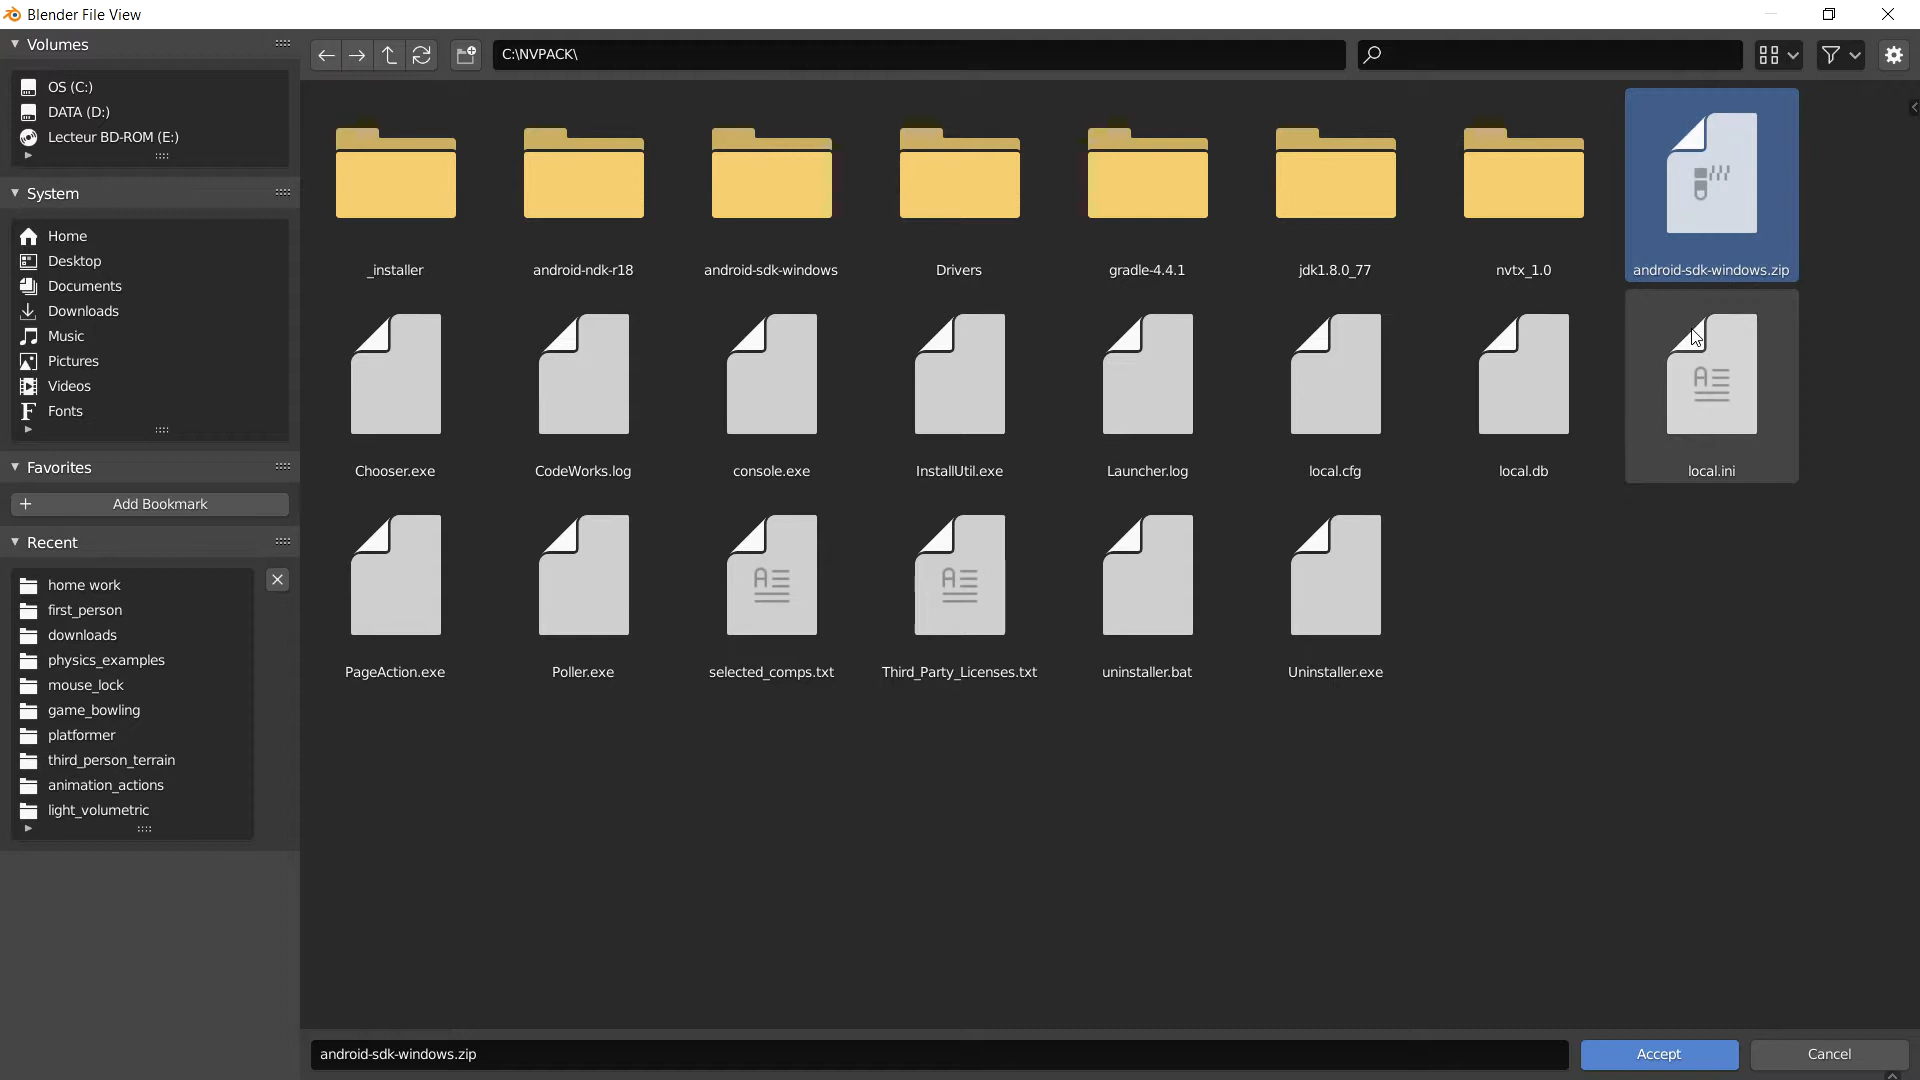 Blender File View
Volumes
C:\NVPACK\
OS (C:)
DATA (D:)
Lecteur BD-ROM (E:)
System
Home
Desktop
Documents
Downloads
Music
Pictures
Videos
Fonts
Favorites
Add Bookmark
Recent
home work
first_person
downloads
physics_examples
mouse_lock
game_bowling
platformer
third_person_terrain
animation_actions
light_volumetric
_installer
android-ndk-r18
android-sdk-windows
Drivers
gradle-4.4.1
jdk1.8.0_77
nvtx_1.0
android-sdk-windows.zip
Chooser.exe
CodeWorks.log
console.exe
InstallUtil.exe
Launcher.log
local.cfg
local.db
local.ini
PageAction.exe
Poller.exe
selected_comps.txt
Third_Party_Licenses.txt
uninstaller.bat
Uninstaller.exe
android-sdk-windows.zip
Accept
Cancel